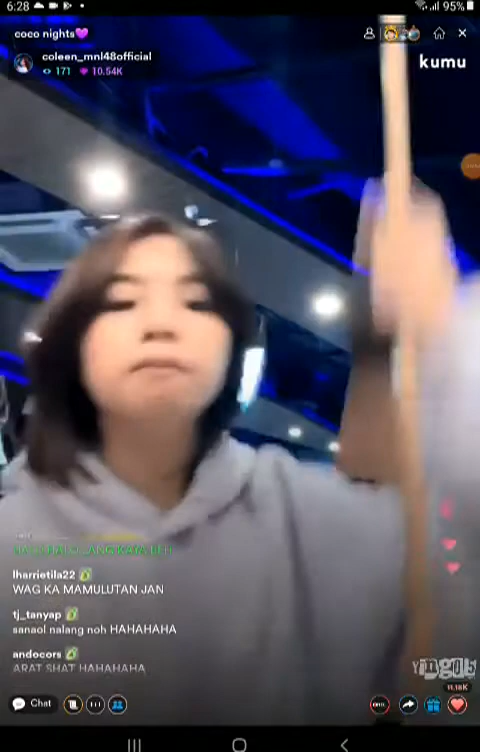 6:28
95%
coco nights💜
coleen_mnl48official
171 10.54K
kumu
lharrietila22
WAG KA MAMULUTAN JAN
tj_tanyap
sanaol nalang noh HAHAHAHA
andocors
ARAT SHAT HAHAHAHA
11.18K
Chat